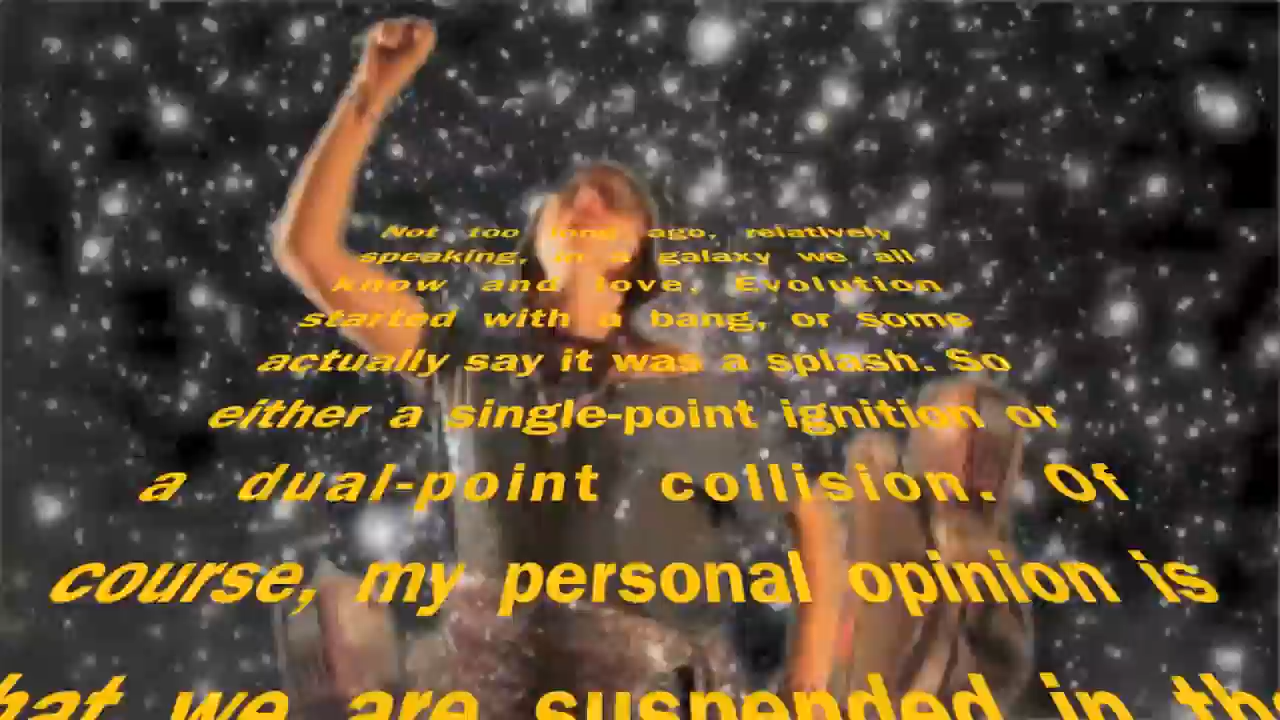 Not too long ago, relatively
speaking, in a galaxy we all
know and love, Evolution
started with a bang, or some
actually say it was a splash. So
either a single-point ignition or
a dual-point collision. Of
course, my personal opinion is
hat we are suspended in the